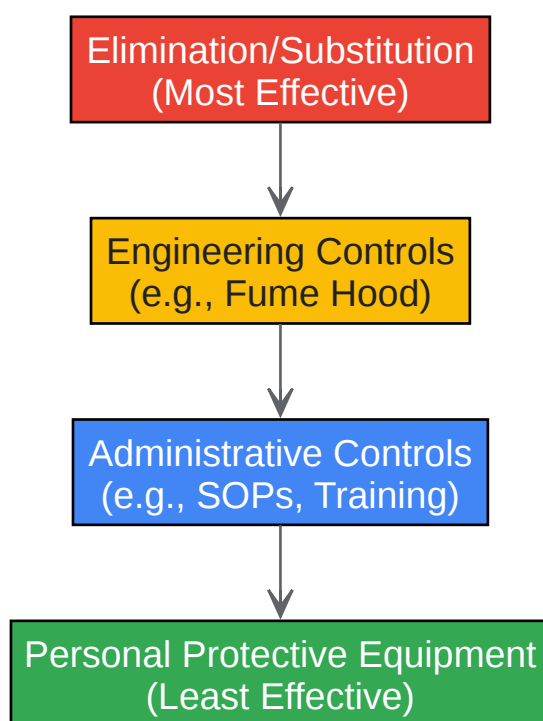 Elimination/Substitution
(Most Effective)
Engineering Controls
(e.g., Fume Hood)
Administrative Controls
(e.g., SOPs, Training)
Personal Protective Equipment
(Least Effective)